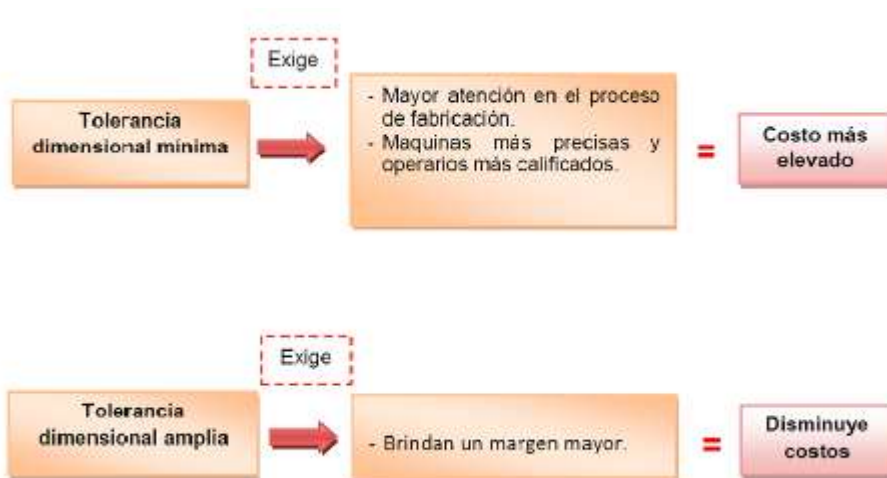 Exige
Tolerancia
dimensional mínima
- Mayor atención en el proceso
de fabricación.
- Maquinas más precisas y
operarios más calificados.
=
Costo más
elevado
Exige
Tolerancia
dimensional amplia
- Brindan un margen mayor.
=
Disminuye
costos